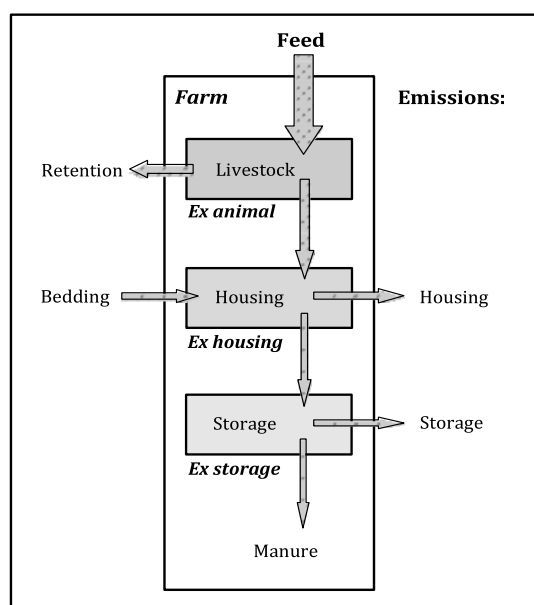 Feed
Farm
Emissions:
Retention
Livestock
Ex animal
Bedding
Housing
Housing
Ex housing
Storage
Storage
Ex storage
Manure